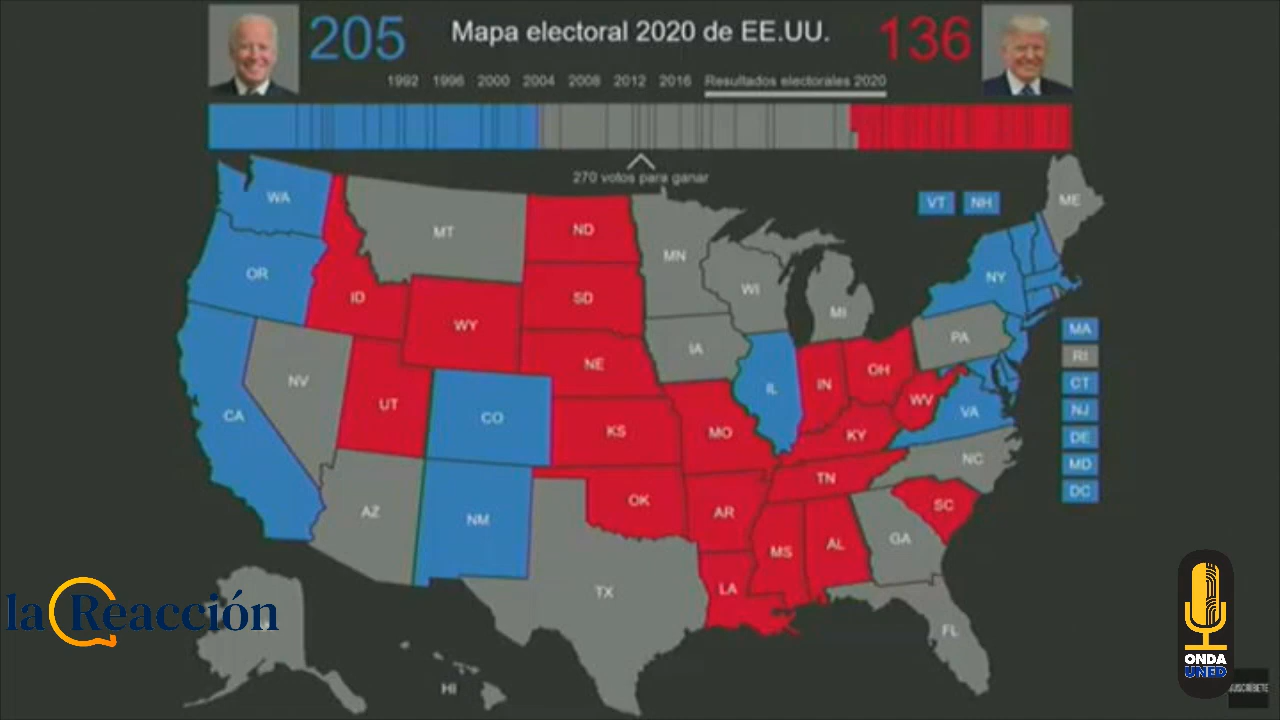 205
Mapa electoral 2020 de EE.UU.
136
1992 1996 2000 2004 2008 2012 2016 Resultados electorales 2020
270 votos para ganar
WA
MT
ND
MN
VT NH
ME
OR
ID
SD
WI
MI
NY
WY
NE
IA
PA
MA
RI
NV
UT
CO
IL
IN
OH
WV
VA
CT
CA
KS
MO
KY
NJ
DE
NC
MD
AZ
NM
OK
TN
AR
SC
DC
MS
AL
GA
TX
LA
FL
HI
la Reacción
ONDA
UNED
SUSCRÍBETE